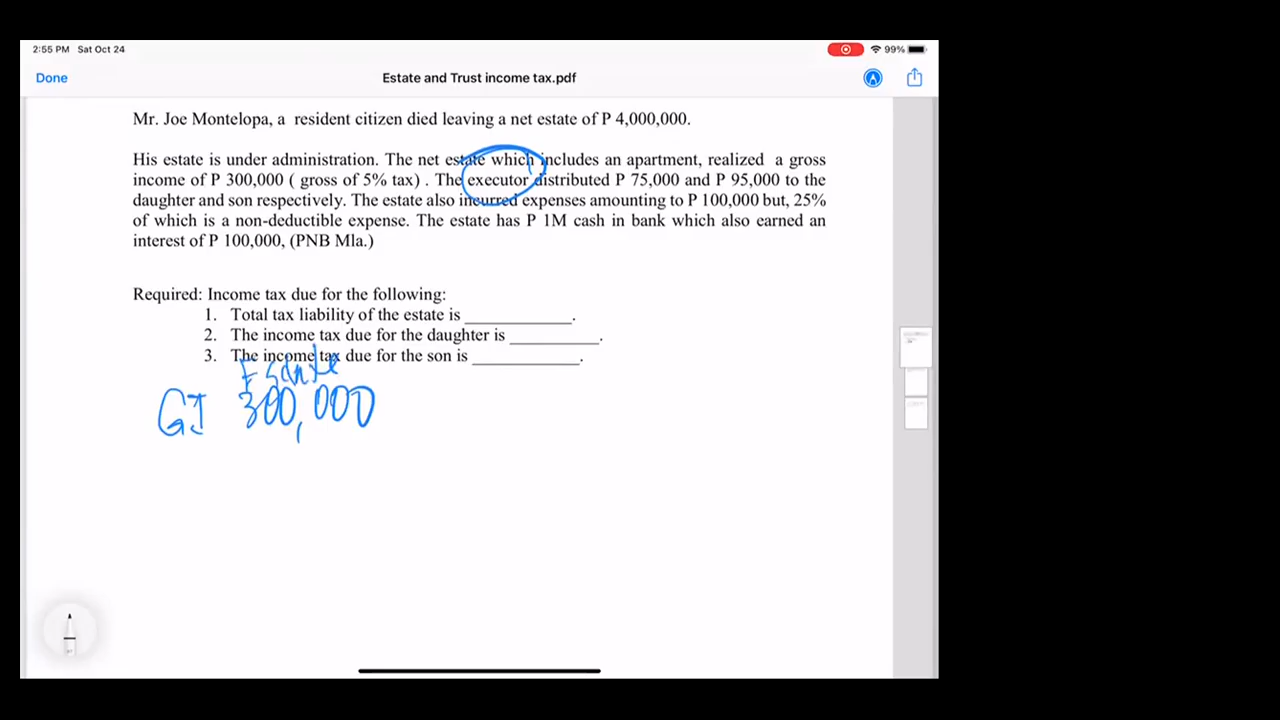 2:55 PM Sat Oct 24
99%
Done
Estate and Trust income tax.pdf
Mr. Joe Montelopa, a resident citizen died leaving a net estate of P 4,000,000.
His estate is under administration. The net estate which includes an apartment, realized a gross
income of P 300,000 ( gross of 5% tax) . The executor distributed P 75,000 and P 95,000 to the
daughter and son respectively. The estate also incurred expenses amounting to P 100,000 but, 25%
of which is a non-deductible expense. The estate has P 1M cash in bank which also earned an
interest of P 100,000, (PNB Mla.)
Required: Income tax due for the following:
1. Total tax liability of the estate is ____________.
2. The income tax due for the daughter is __________.
3. The income tax due for the son is ____________.
Estate
GI 300,000